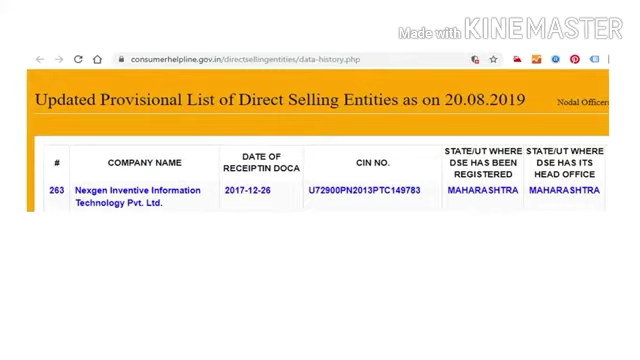 Made with KINEMASTER
consumerhelpline.gov.in/directsellingentities/data-history.php
Updated Provisional List of Direct Selling Entities as on 20.08.2019
Nodal Officers
# COMPANY NAME DATE OF RECEIPTIN DOCA CIN NO. STATE/UT WHERE DSE HAS BEEN REGISTERED STATE/UT WHERE DSE HAS ITS HEAD OFFICE
263 Nexgen Inventive Information 2017-12-26 U72900PN2013PTC149783 MAHARASHTRA MAHARASHTRA
Technology Pvt. Ltd.